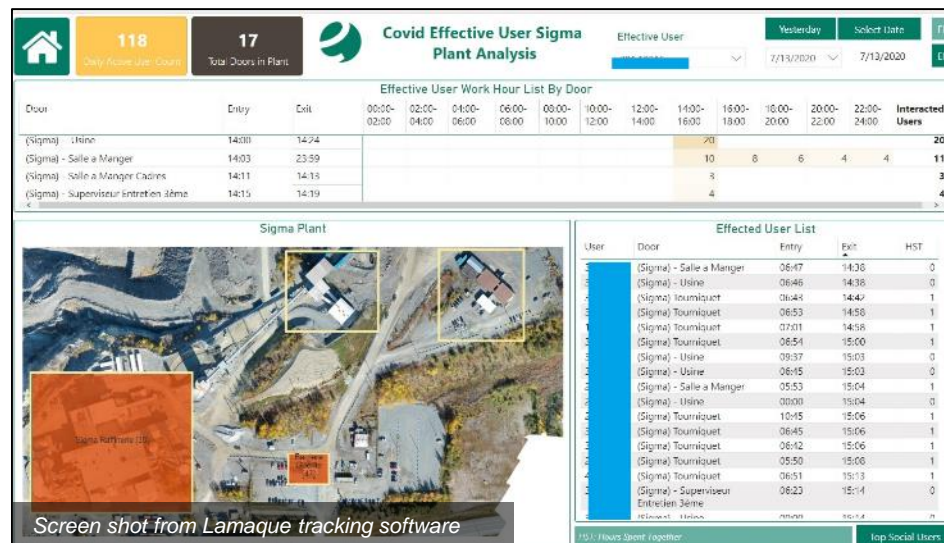 118
Daily Active User Count
17
Total Doors in Plant
Covid Effective User Sigma
Plant Analysis
Effective User
Yesterday
Select Date
7/13/2020
7/13/2020
Effective User Work Hour List By Door
Door Entry Exit 00:00-02:00 02:00-04:00 04:00-06:00 06:00-08:00 08:00-10:00 10:00-12:00 12:00-14:00 14:00-16:00 16:00-18:00 18:00-20:00 20:00-22:00 22:00-24:00 Interacted Users
(Sigma) - Usine 14:00 14:24 20 20
(Sigma) - Salle a Manger 14:03 23:59 10 8 6 4 4 11
(Sigma) - Salle a Manger Cadres 14:11 14:13 3 3
(Sigma) - Superviseur Entretien 3ème 14:15 14:19 4 4
Sigma Plant
Effected User List
User Door Entry Exit HST
(Sigma) - Salle a Manger 06:47 14:38 0
(Sigma) - Usine 06:46 14:38 0
(Sigma) Tourniquet 06:43 14:42 1
(Sigma) Tourniquet 06:53 14:58 1
(Sigma) Tourniquet 07:01 14:58 1
(Sigma) Tourniquet 06:54 15:00 1
(Sigma) - Usine 09:37 15:03 0
(Sigma) - Usine 06:45 15:03 0
(Sigma) - Salle a Manger 05:53 15:04 1
(Sigma) - Usine 00:00 15:04 0
(Sigma) Tourniquet 10:45 15:06 1
(Sigma) Tourniquet 06:45 15:06 1
(Sigma) Tourniquet 06:42 15:06 1
(Sigma) Tourniquet 05:50 15:08 1
(Sigma) Tourniquet 06:51 15:13 1
(Sigma) - Superviseur 06:23 15:14 0
Entretien 3ème
(Sigma) - Usine 00:00 15:14 0
Screen shot from Lamaque tracking software
HST: Hours Spent Together
Top Social Users